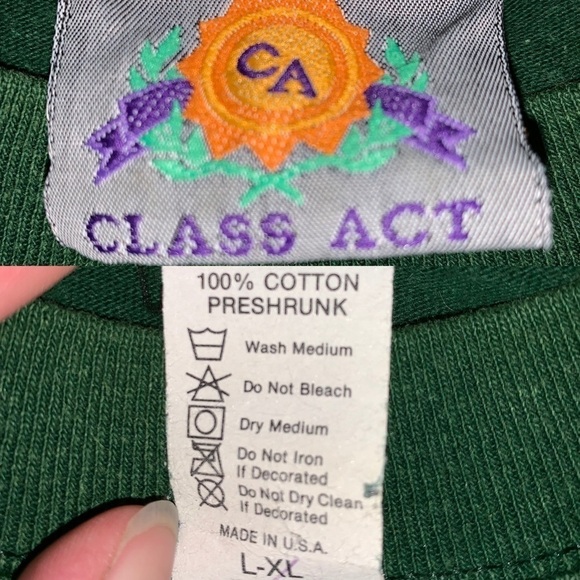 CA
CLASS ACT
100% COTTON
PRESHRUNK
Wash Medium
Do Not Bleach
Dry Medium
Do Not Iron
If Decorated
Do Not Dry Clean
If Decorated
MADE IN U.S.A.
L-XL